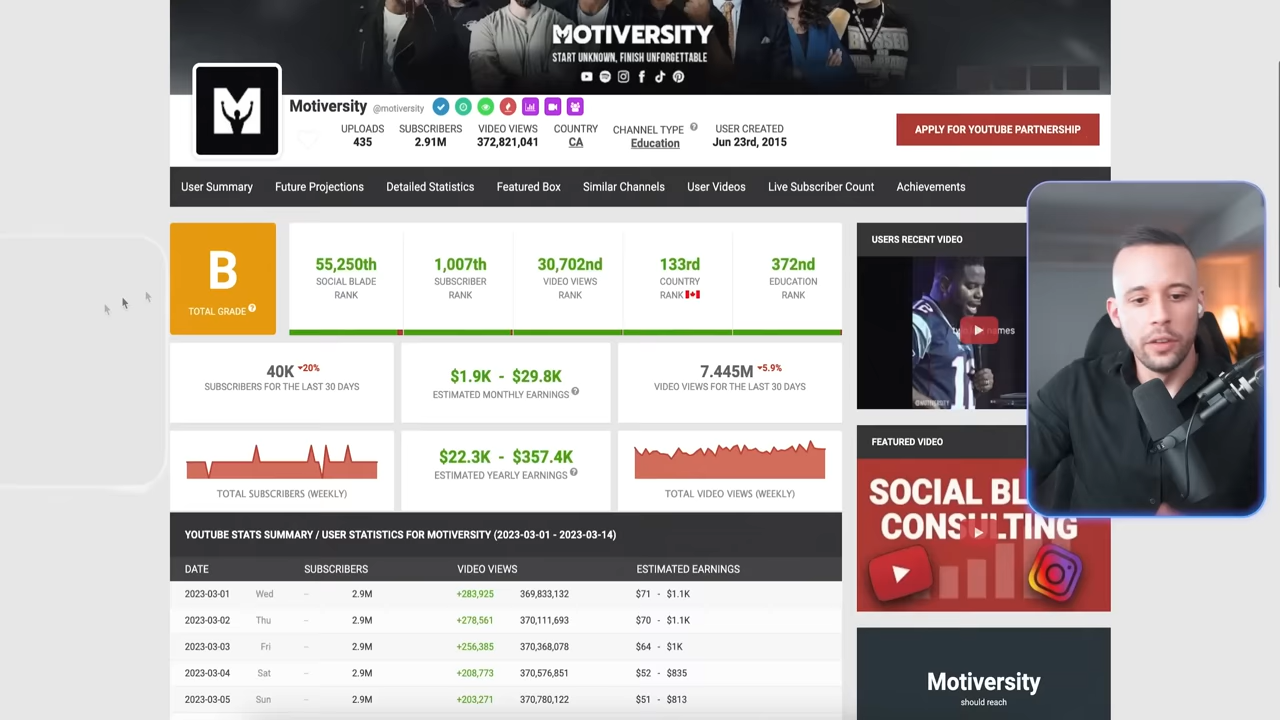 MOTIVERSITY
START UNKNOWN, FINISH UNFORGETTABLE
Motiversity @motiversity
UPLOADS
435
SUBSCRIBERS
2.91M
VIDEO VIEWS
372,821,041
COUNTRY
CA
CHANNEL TYPE ?
Education
USER CREATED
Jun 23rd, 2015
APPLY FOR YOUTUBE PARTNERSHIP
User Summary Future Projections Detailed Statistics Featured Box Similar Channels User Videos Live Subscriber Count Achievements
B
TOTAL GRADE ?
55,250th
SOCIAL BLADE
RANK
1,007th
SUBSCRIBER
RANK
30,702nd
VIDEO VIEWS
RANK
133rd
COUNTRY
RANK
372nd
EDUCATION
RANK
40K 20%
SUBSCRIBERS FOR THE LAST 30 DAYS
$1.9K - $29.8K
ESTIMATED MONTHLY EARNINGS ?
7.445M 5.9%
VIDEO VIEWS FOR THE LAST 30 DAYS
TOTAL SUBSCRIBERS (WEEKLY)
$22.3K - $357.4K
ESTIMATED YEARLY EARNINGS ?
TOTAL VIDEO VIEWS (WEEKLY)
YOUTUBE STATS SUMMARY / USER STATISTICS FOR MOTIVERSITY (2023-03-01 - 2023-03-14)
DATE SUBSCRIBERS VIDEO VIEWS ESTIMATED EARNINGS
2023-03-01 Wed -- 2.9M +283,925 369,833,132 $71 - $1.1K
2023-03-02 Thu -- 2.9M +278,561 370,111,693 $70 - $1.1K
2023-03-03 Fri -- 2.9M +256,385 370,368,078 $64 - $1K
2023-03-04 Sat -- 2.9M +208,773 370,576,851 $52 - $835
2023-03-05 Sun -- 2.9M +203,271 370,780,122 $51 - $813
USERS RECENT VIDEO
names
@MOTIVERSITY
FEATURED VIDEO
SOCIAL BL
CONSULTING
Motiversity
should reach